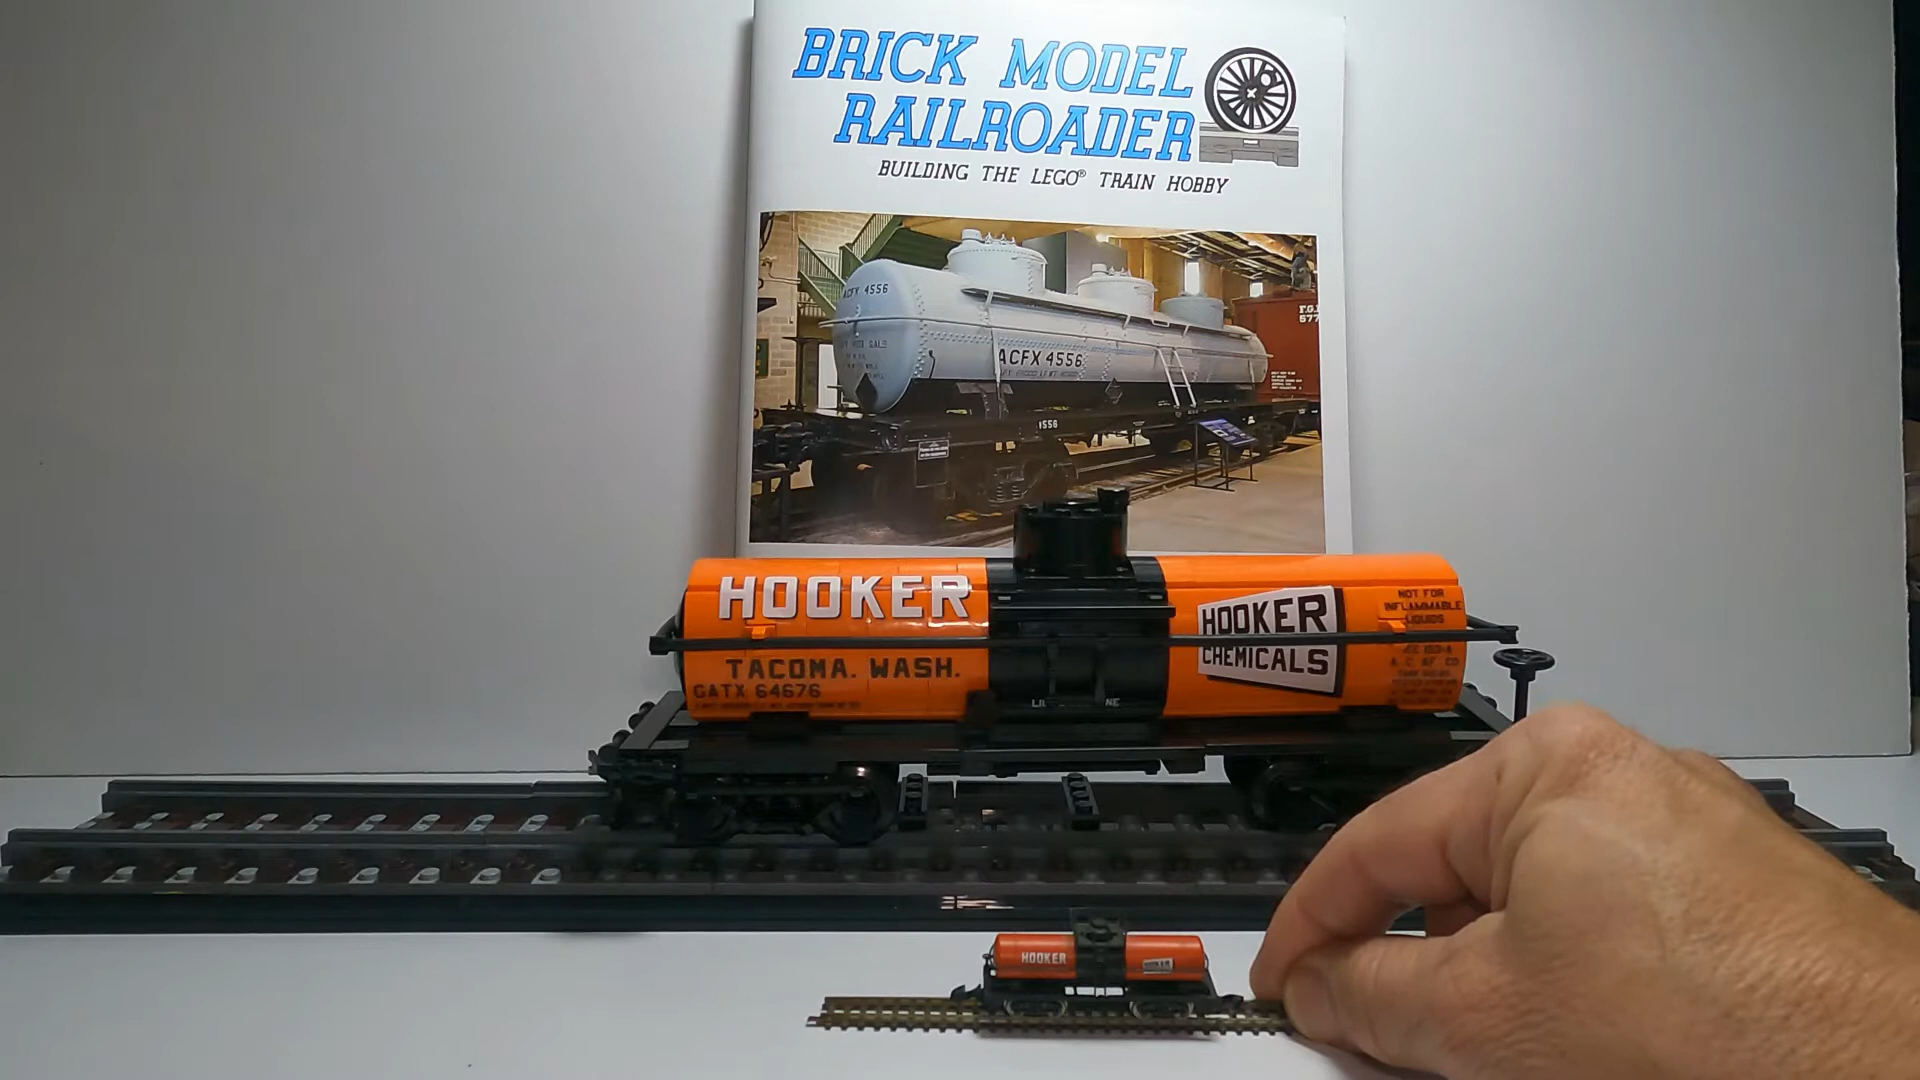 BRICK MODEL
RAILROADER
BUILDING THE LEGO® TRAIN HOBBY
ACFX 4556
ACFX 4556
HOOKER
TACOMA. WASH.
GATX 64676
HOOKER
CHEMICALS
NOT FOR
INFLAMMABLE
LIQUIDS
HOOKER
HOOKER